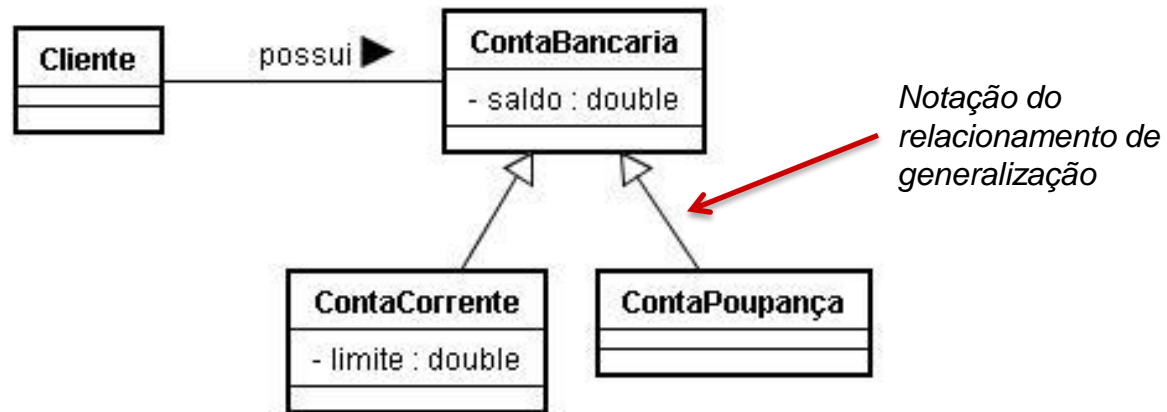 Cliente
possui
ContaBancaria
- saldo : double
Notação do
relacionamento de
generalização
ContaCorrente
- limite : double
ContaPoupança